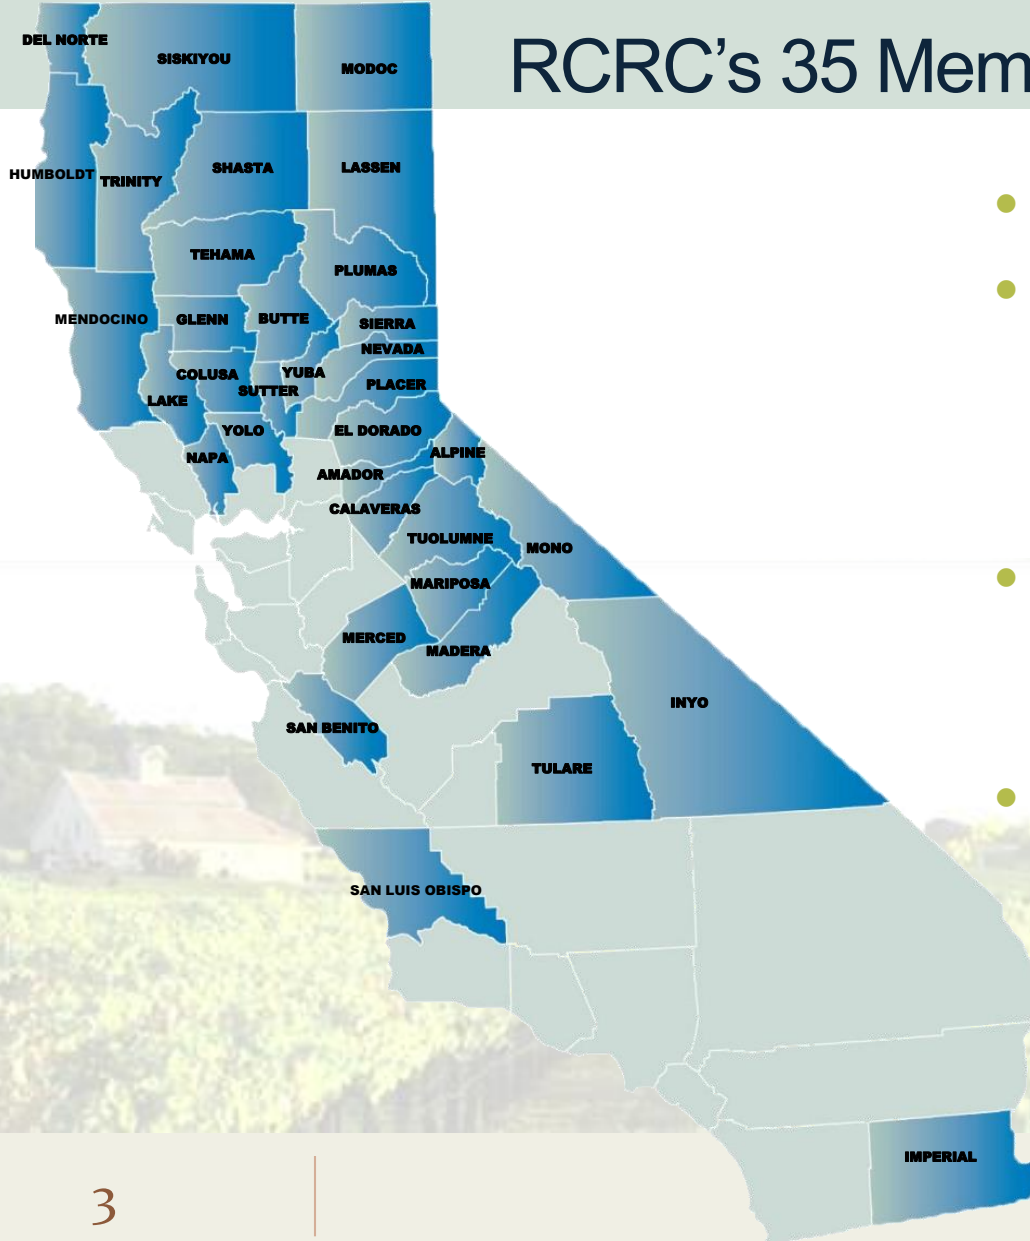 RCRC’s 35 Mem
DEL NORTE
SISKIYOU
MODOC
HUMBOLDT
TRINITY
SHASTA
LASSEN
TEHAMA
PLUMAS
MENDOCINO
GLENN
BUTTE
SIERRA
NEVADA
COLUSA
YUBA
SUTTER
PLACER
LAKE
YOLO
EL DORADO
NAPA
ALPINE
AMADOR
CALAVERAS
TUOLUMNE
MONO
MARIPOSA
MERCED
MADERA
INYO
SAN BENITO
TULARE
SAN LUIS OBISPO
IMPERIAL
3